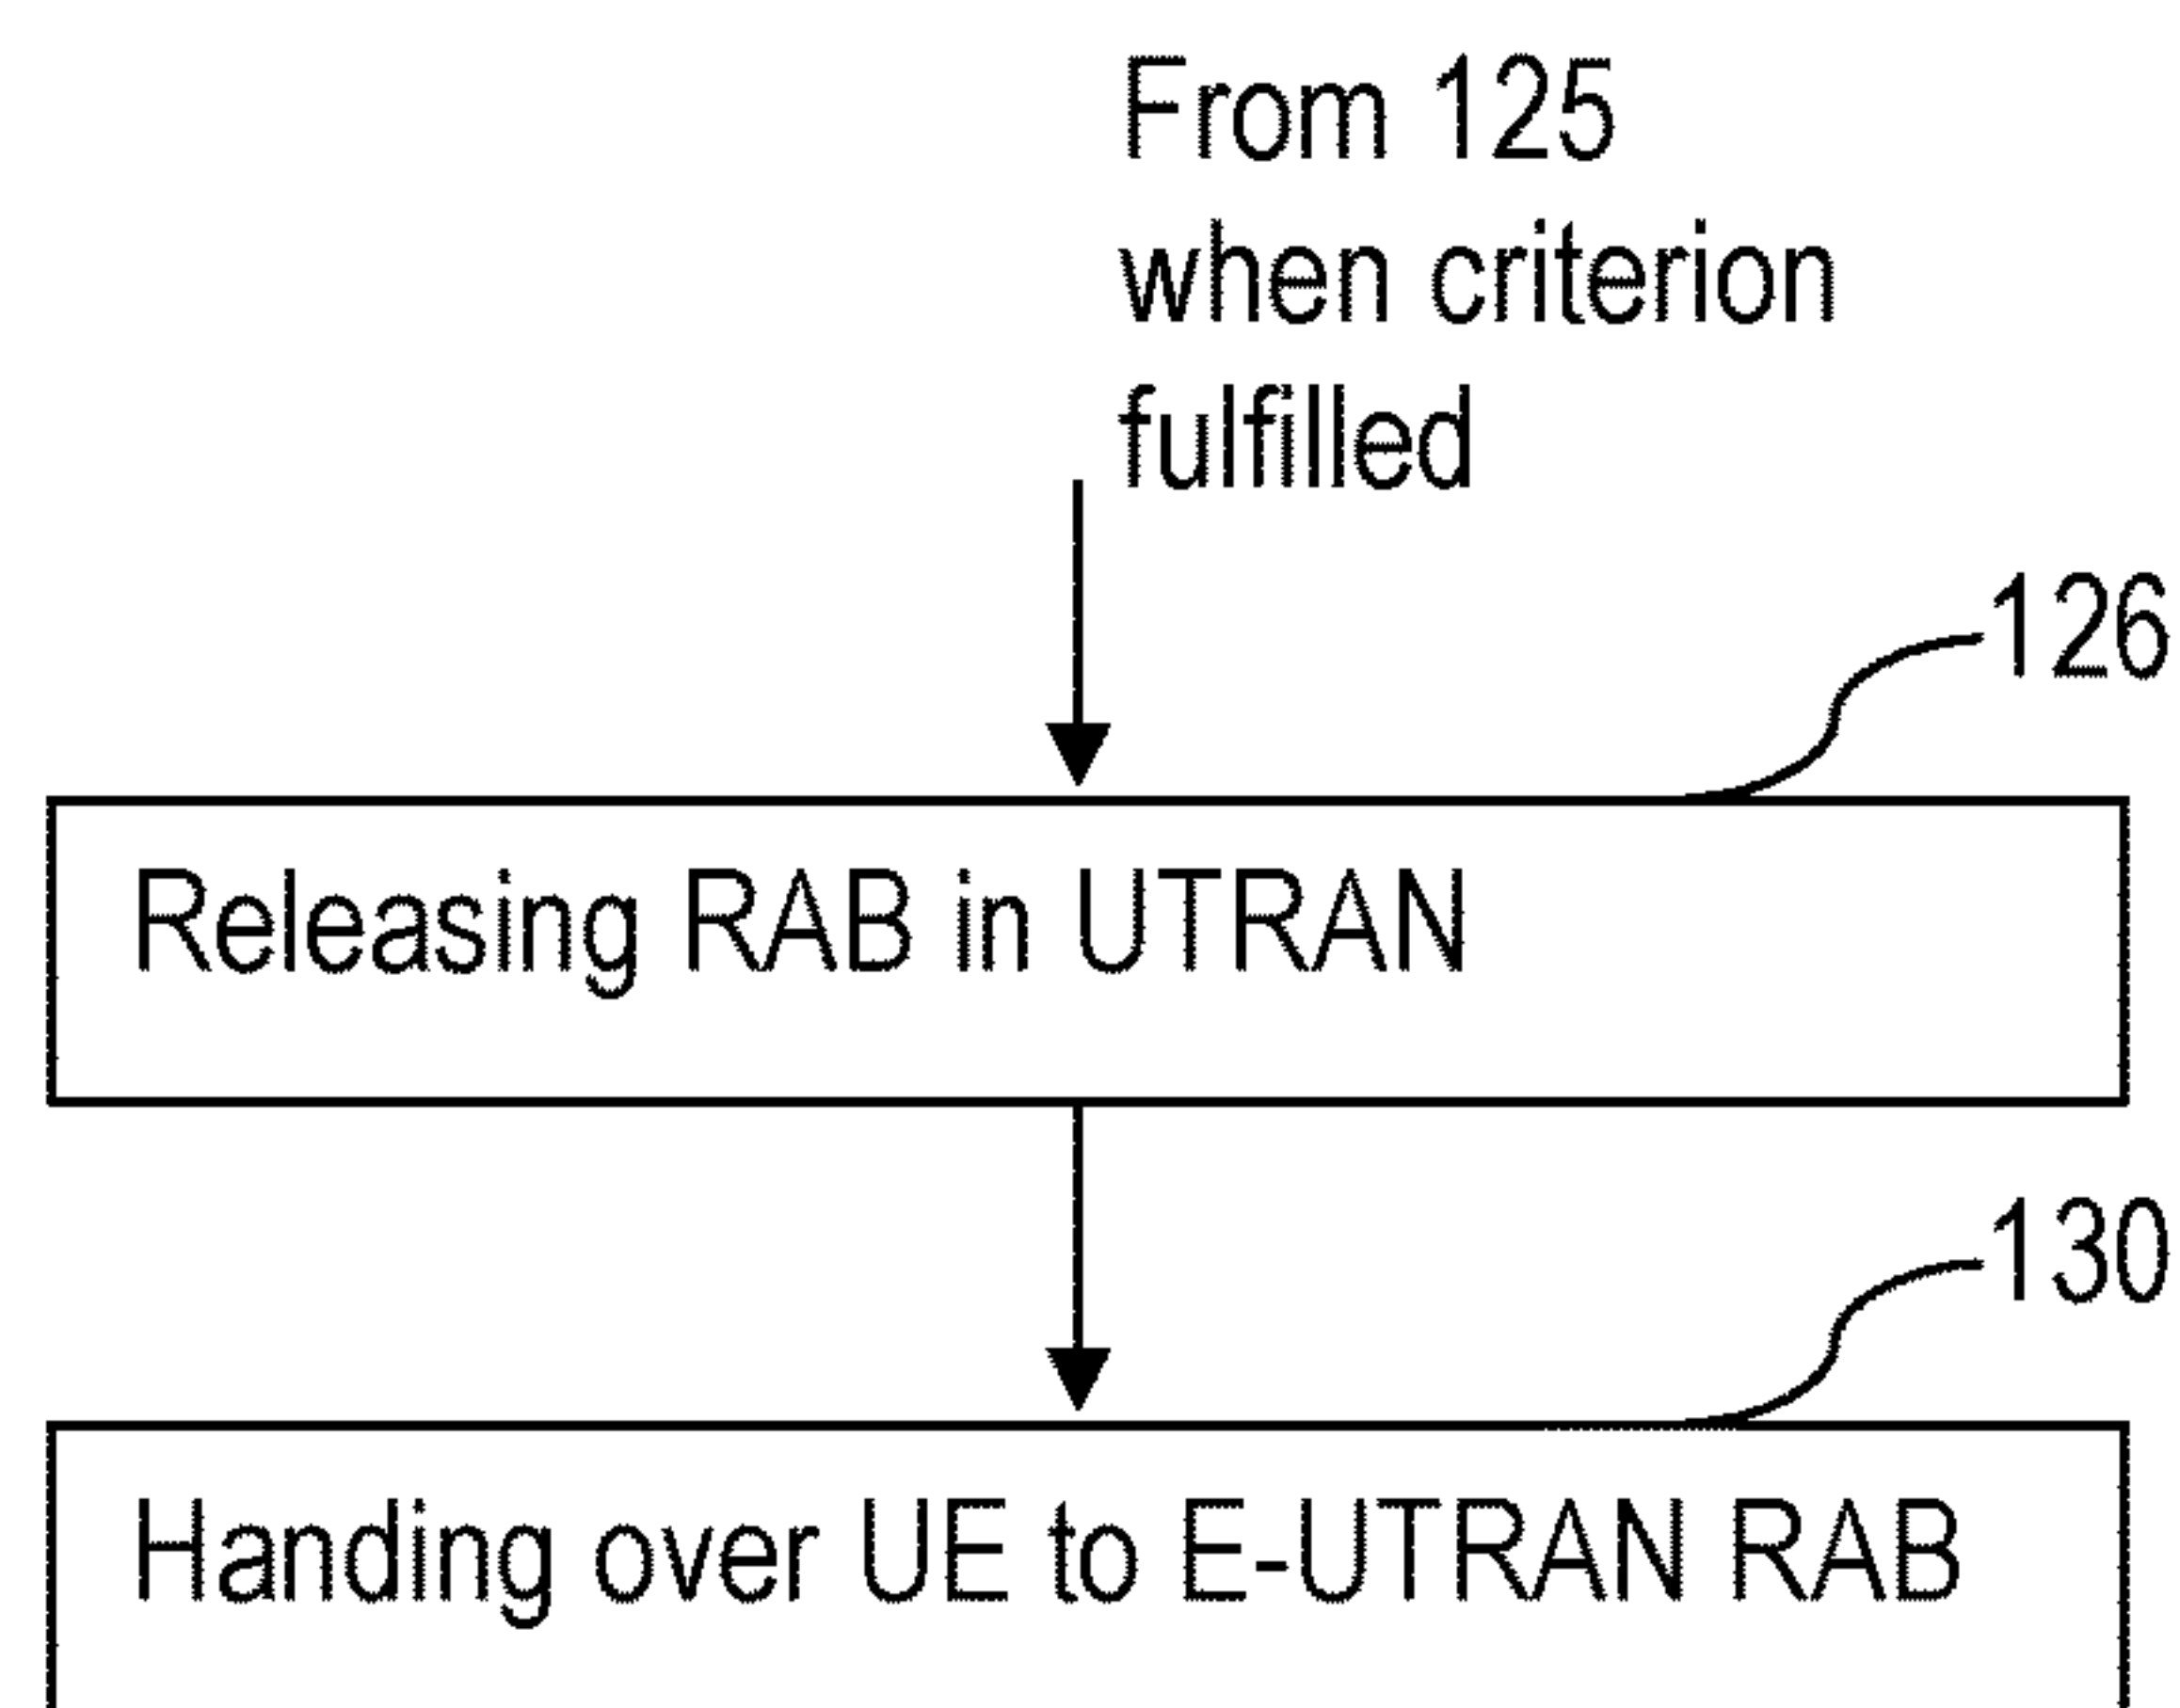 From 125
when criterion
fulfilled
126
Releasing RAB in UTRAN
130
Handing over UE to E-UTRAN RAB